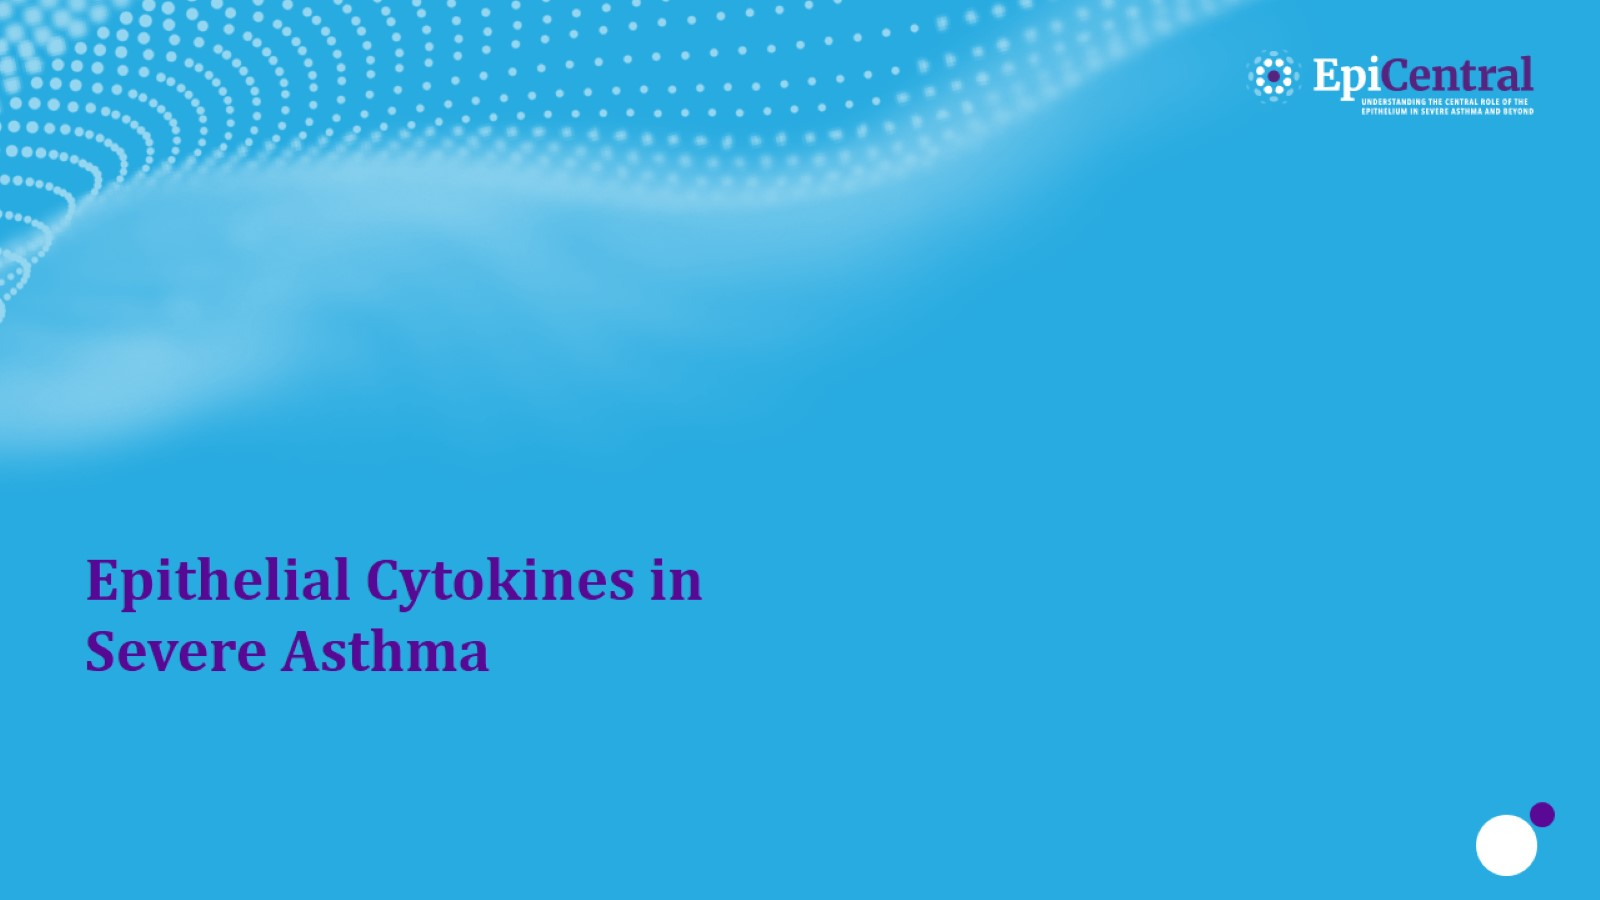 EpiCentral
UNDERSTANDING THE CENTRAL ROLE OF THE
EPITHELIUM IN SEVERE ASTHMA AND BEYOND
Epithelial Cytokines in
Severe Asthma